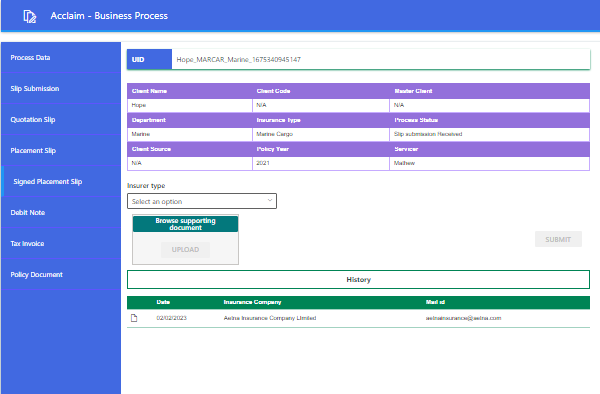 Acclaim - Business Process
Process Data
Slip Submission
Quotation Slip
Placement Slip
Signed Placement Slip
Debit Note
Tax Invoice
Policy Document
UID Hope_MARCAR_Marine_1675340945147
Client Name Client Code Master Client
Hope N/A N/A
Department Insurance Type Process Status
Marine Marine Cargo Slip submission Received
Client Source Policy Year Servicer
N/A 2021 Mathew
Insurer type
Select an option
Browse supporting
document
UPLOAD
SUBMIT
History
Date Insurance Company Mail id
02/02/2023 Aetna Insurance Company Limited aetnainsurance@aetna.com